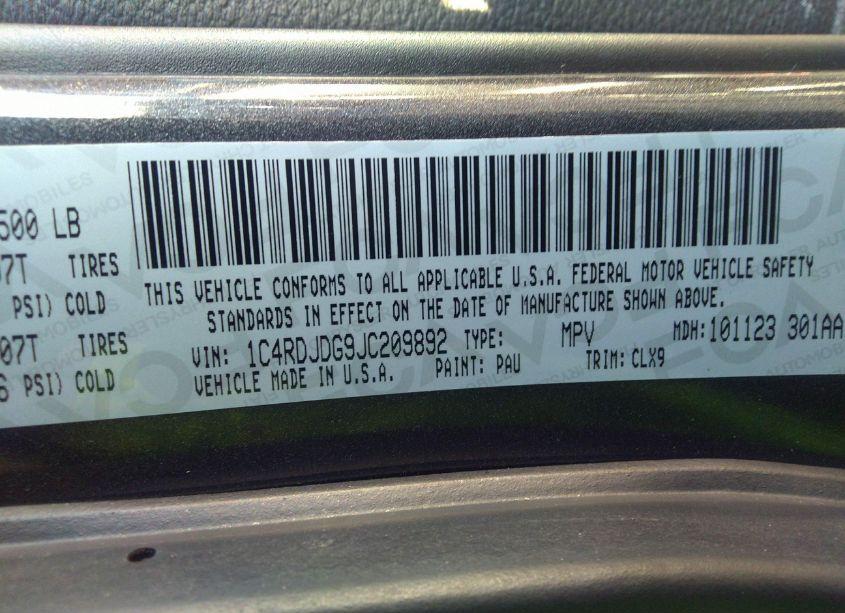 500 LB
07T TIRES
PSI) COLD
07T TIRES
PSI) COLD
THIS VEHICLE CONFORMS TO ALL APPLICABLE U.S.A. FEDERAL MOTOR VEHICLE SAFETY
STANDARDS IN EFFECT ON THE DATE OF MANUFACTURE SHOWN ABOVE.
VIN: 1C4RDJDG9JC209892 TYPE: MPV MDH: 101123 301AA
VEHICLE MADE IN U.S.A. PAINT: PAU TRIM: CLX9